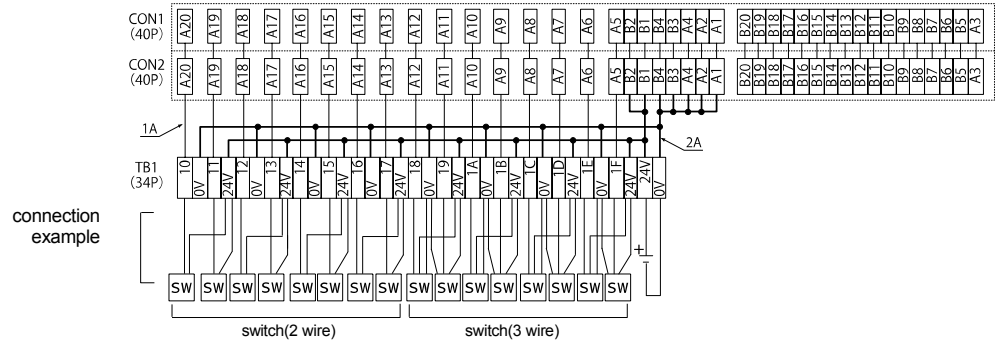 CON1 A20 A19 A18 A17 A16 A15 A14 A13 A12 A11 A10 A9 A8 A7 A6 A5 B2 B1 B4 B3 A4 A2 A1 B20 B19 B18 B17 B16 B15 B14 B13 B12 B11 B10 B9 B8 B7 B6 B5 A3
(40P)
CON2 A20 A19 A18 A17 A16 A15 A14 A13 A12 A11 A10 A9 A8 A7 A6 A5 B2 B1 B4 B3 A4 A2 A1 B20 B19 B18 B17 B16 B15 B14 B13 B12 B11 B10 B9 B8 B7 B6 B5 A3
(40P)
1A
2A
TB1 10 0V 11 24V 12 0V 13 24V 14 0V 15 24V 16 0V 17 24V 18 0V 19 24V 1A 0V 1B 24V 1C 0V 1D 24V 1E 0V 1F 24V 24V 0V
(34P)
connection
example
+
SW SW SW SW SW SW SW SW SW SW SW SW SW SW SW SW
switch(2 wire) switch(3 wire)